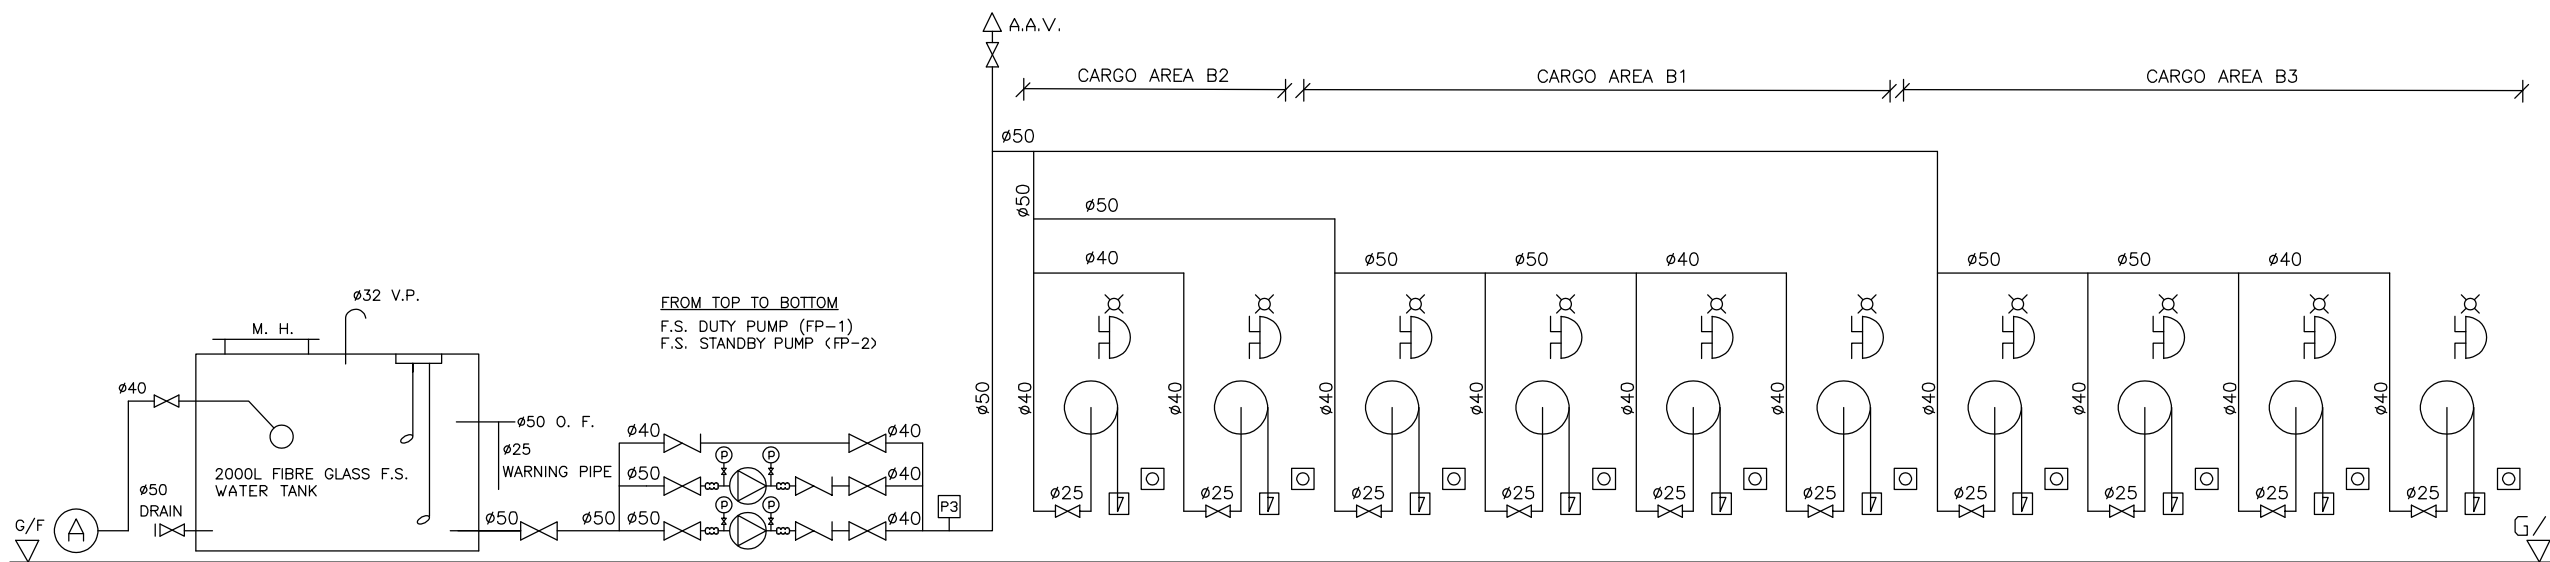 A.A.V.
CARGO AREA B2
CARGO AREA B1
CARGO AREA B3
ø50
ø50
ø50
ø40
ø50
ø50
ø40
ø50
ø50
ø40
ø32 V.P.
M. H.
FROM TOP TO BOTTOM
F.S. DUTY PUMP (FP-1)
F.S. STANDBY PUMP (FP-2)
ø40
ø50
ø40
ø40
ø40
ø40
ø40
ø40
ø40
ø40
ø40
ø40
ø50 O. F.
ø25
WARNING PIPE
ø40
ø40
P
P
2000L FIBRE GLASS F.S.
WATER TANK
ø50
ø40
ø50
DRAIN
P
P
G/F
A
ø50
ø50
ø50
ø40
P3
ø25
ø25
ø25
ø25
ø25
ø25
ø25
ø25
ø25
ø25
G/